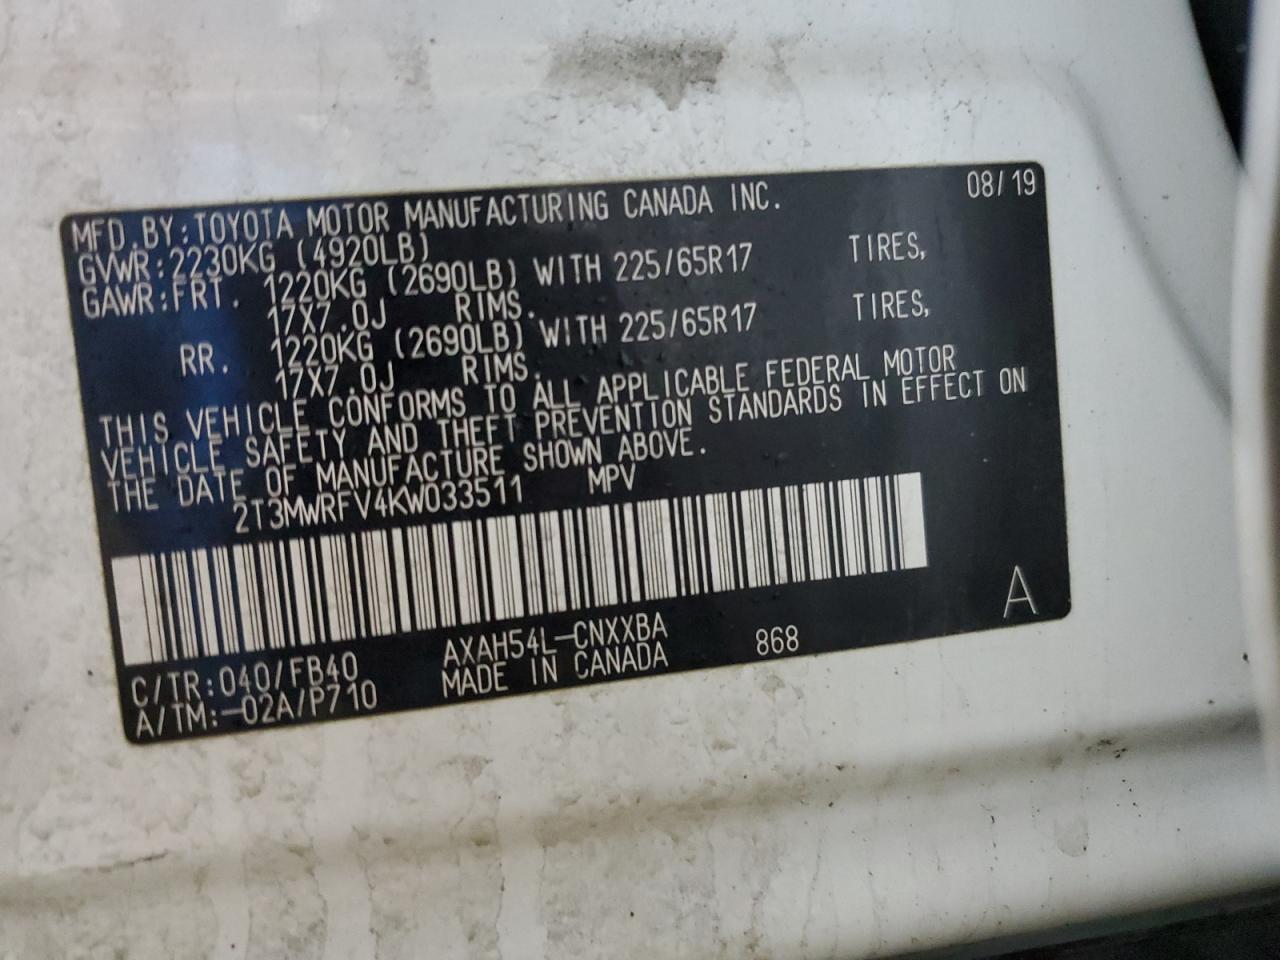 MFD.BY:TOYOTA MOTOR MANUFACTURING CANADA INC. 08/19
GVWR:2230KG (4920LB)
GAWR:FRT. 1220KG (2690LB) WITH 225/65R17 TIRES,
17X7.0J RIMS.
RR. 1220KG (2690LB) WITH 225/65R17 TIRES,
17X7.0J RIMS.
THIS VEHICLE CONFORMS TO ALL APPLICABLE FEDERAL MOTOR
VEHICLE SAFETY AND THEFT PREVENTION STANDARDS IN EFFECT ON
THE DATE OF MANUFACTURE SHOWN ABOVE.
2T3MWRFV4KW033511 MPV
A
C/TR:040/FB40 AXAH54L-CNXXBA 868
A/TM:-02A/P710 MADE IN CANADA